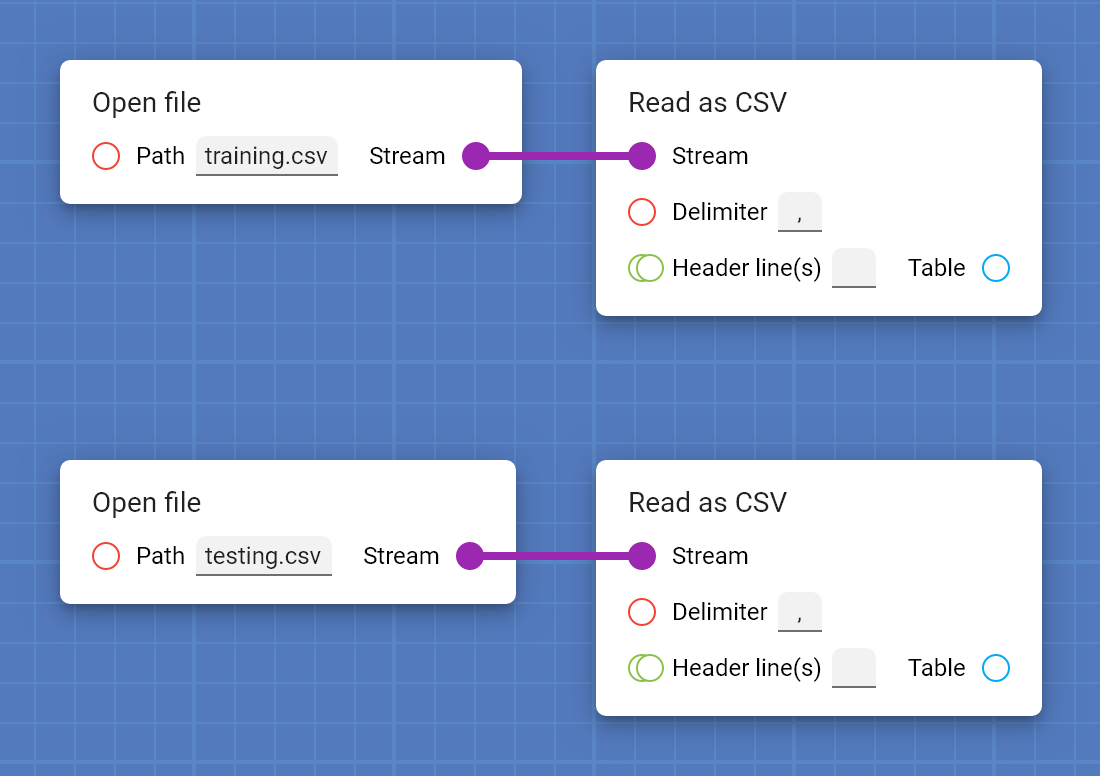 Open file
Path training.csv Stream
Read as CSV
Stream
Delimiter ,
Header line(s) Table
Open file
Path testing.csv Stream
Read as CSV
Stream
Delimiter ,
Header line(s) Table